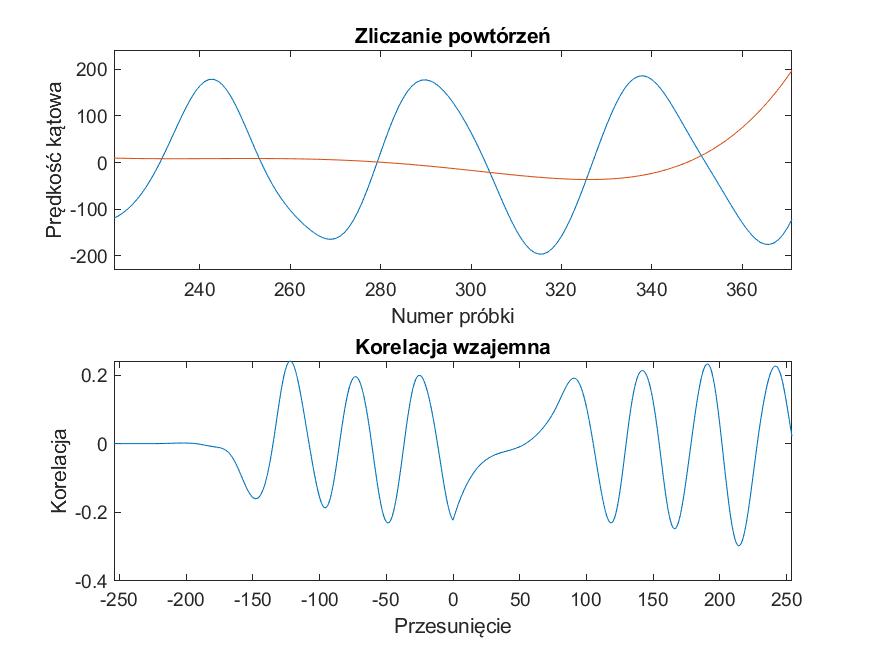 Zliczanie powtórzeń
Prędkość kątowa
200
100
0
-100
-200
240 260 280 300 320 340 360
Numer próbki
Korelacja wzajemna
Korelacja
0.2
0
-0.2
-0.4
-250 -200 -150 -100 -50 0 50 100 150 200 250
Przesunięcie